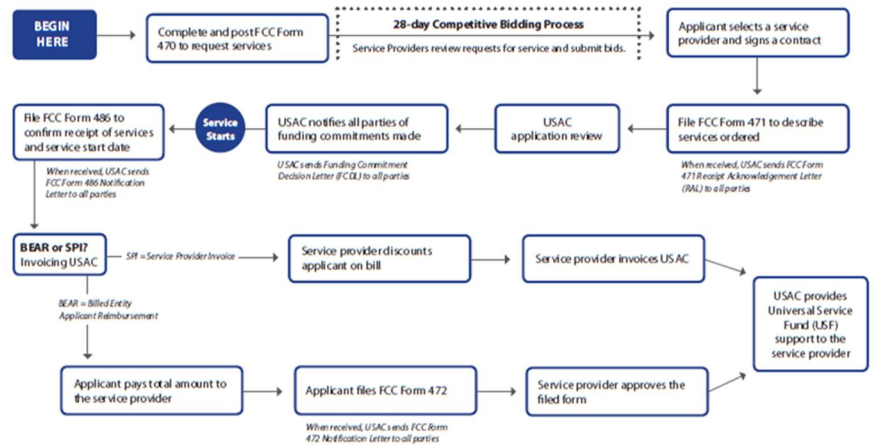 BEGIN
HERE
Complete and post FCC Form
470 to request services
28-day Competitive Bidding Process
Service Providers review requests for service and submit bids.
Applicant selects a service
provider and signs a contract
File FCC Form 486 to
confirm receipt of services
and service start date
When received, USAC sends
FCC Form 486 Notification
Letter to all parties
Service
Starts
USAC notifies all parties of
funding commitments made
USAC sends Funding Commitment
Decision Letter (FCDL) to all parties
USAC
application review
File FCC Form 471 to describe
services ordered
When received, USAC sends FCC Form
471 Receipt Acknowledgement Letter
(RAL) to all parties
BEAR or SPI?
Invoicing USAC
SPI = Service Provider Invoice
Service provider discounts
applicant on bill
Service provider invoices USAC
BEAR = Billed Entity
Applicant Reimbursement
USAC provides
Universal Service
Fund (USF)
support to the
service provider
Applicant pays total amount to
the service provider
Applicant files FCC Form 472
When received, USAC sends FCC Form
472 Notification Letter to all parties
Service provider approves the
filed form